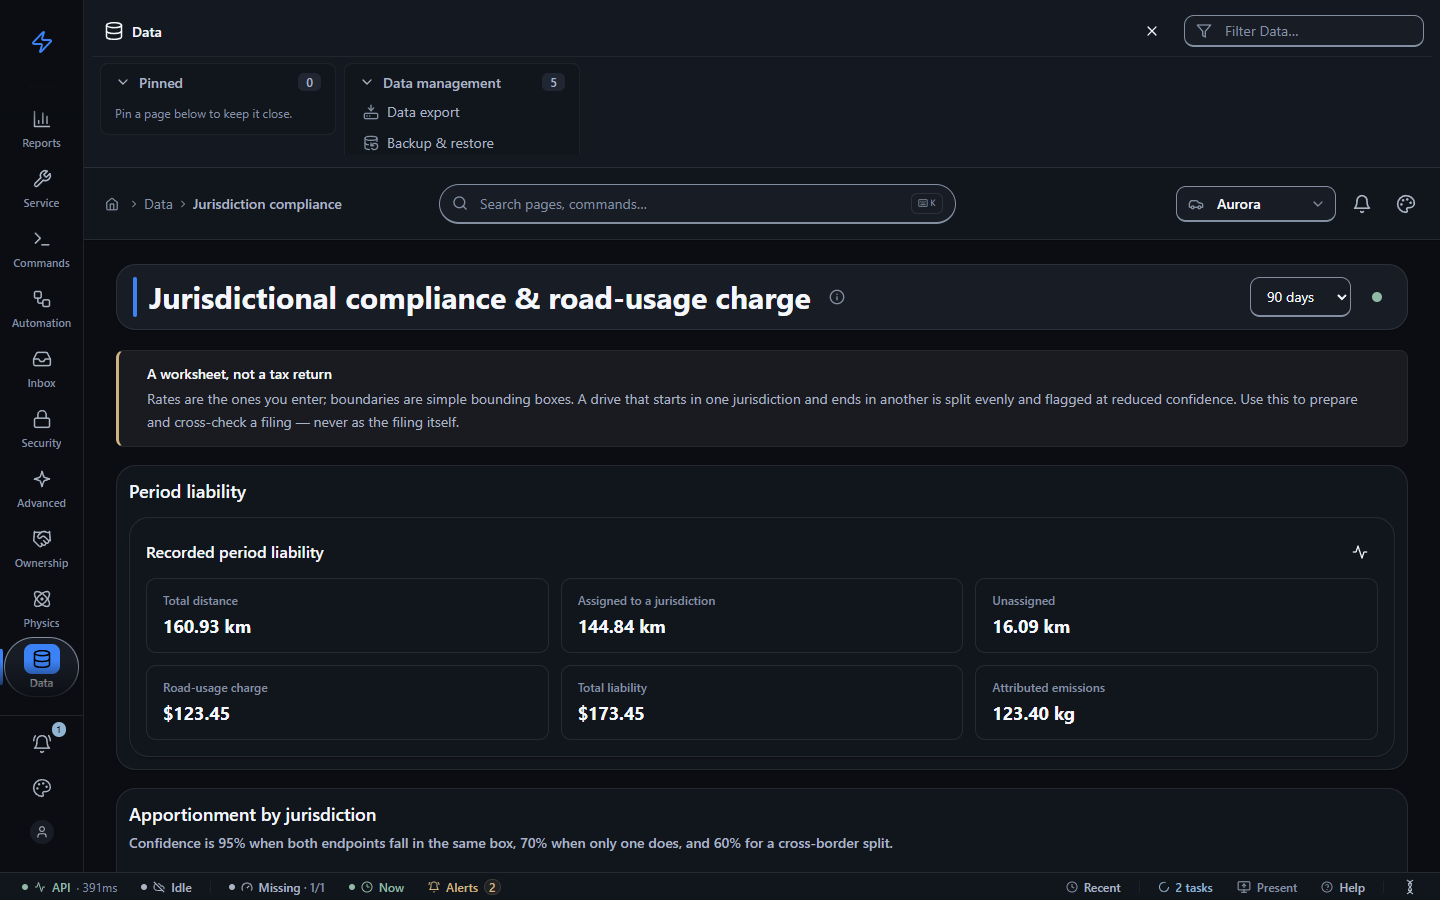 Data
Filter Data...
Pinned
0
Pin a page below to keep it close.
Data management
5
Data export
Backup & restore
Reports
Service
Commands
Automation
Inbox
Security
Advanced
Ownership
Physics
Data
1
Data
Jurisdiction compliance
Search pages, commands...
K
Aurora
Jurisdictional compliance & road-usage charge
90 days
A worksheet, not a tax return
Rates are the ones you enter; boundaries are simple bounding boxes. A drive that starts in one jurisdiction and ends in another is split evenly and flagged at reduced confidence. Use this to prepare
and cross-check a filing — never as the filing itself.
Period liability
Recorded period liability
Total distance
160.93 km
Assigned to a jurisdiction
144.84 km
Unassigned
16.09 km
Road-usage charge
$123.45
Total liability
$173.45
Attributed emissions
123.40 kg
Apportionment by jurisdiction
Confidence is 95% when both endpoints fall in the same box, 70% when only one does, and 60% for a cross-border split.
API · 391ms
Idle
Missing · 1/1
Now
Alerts 2
Recent
2 tasks
Present
Help